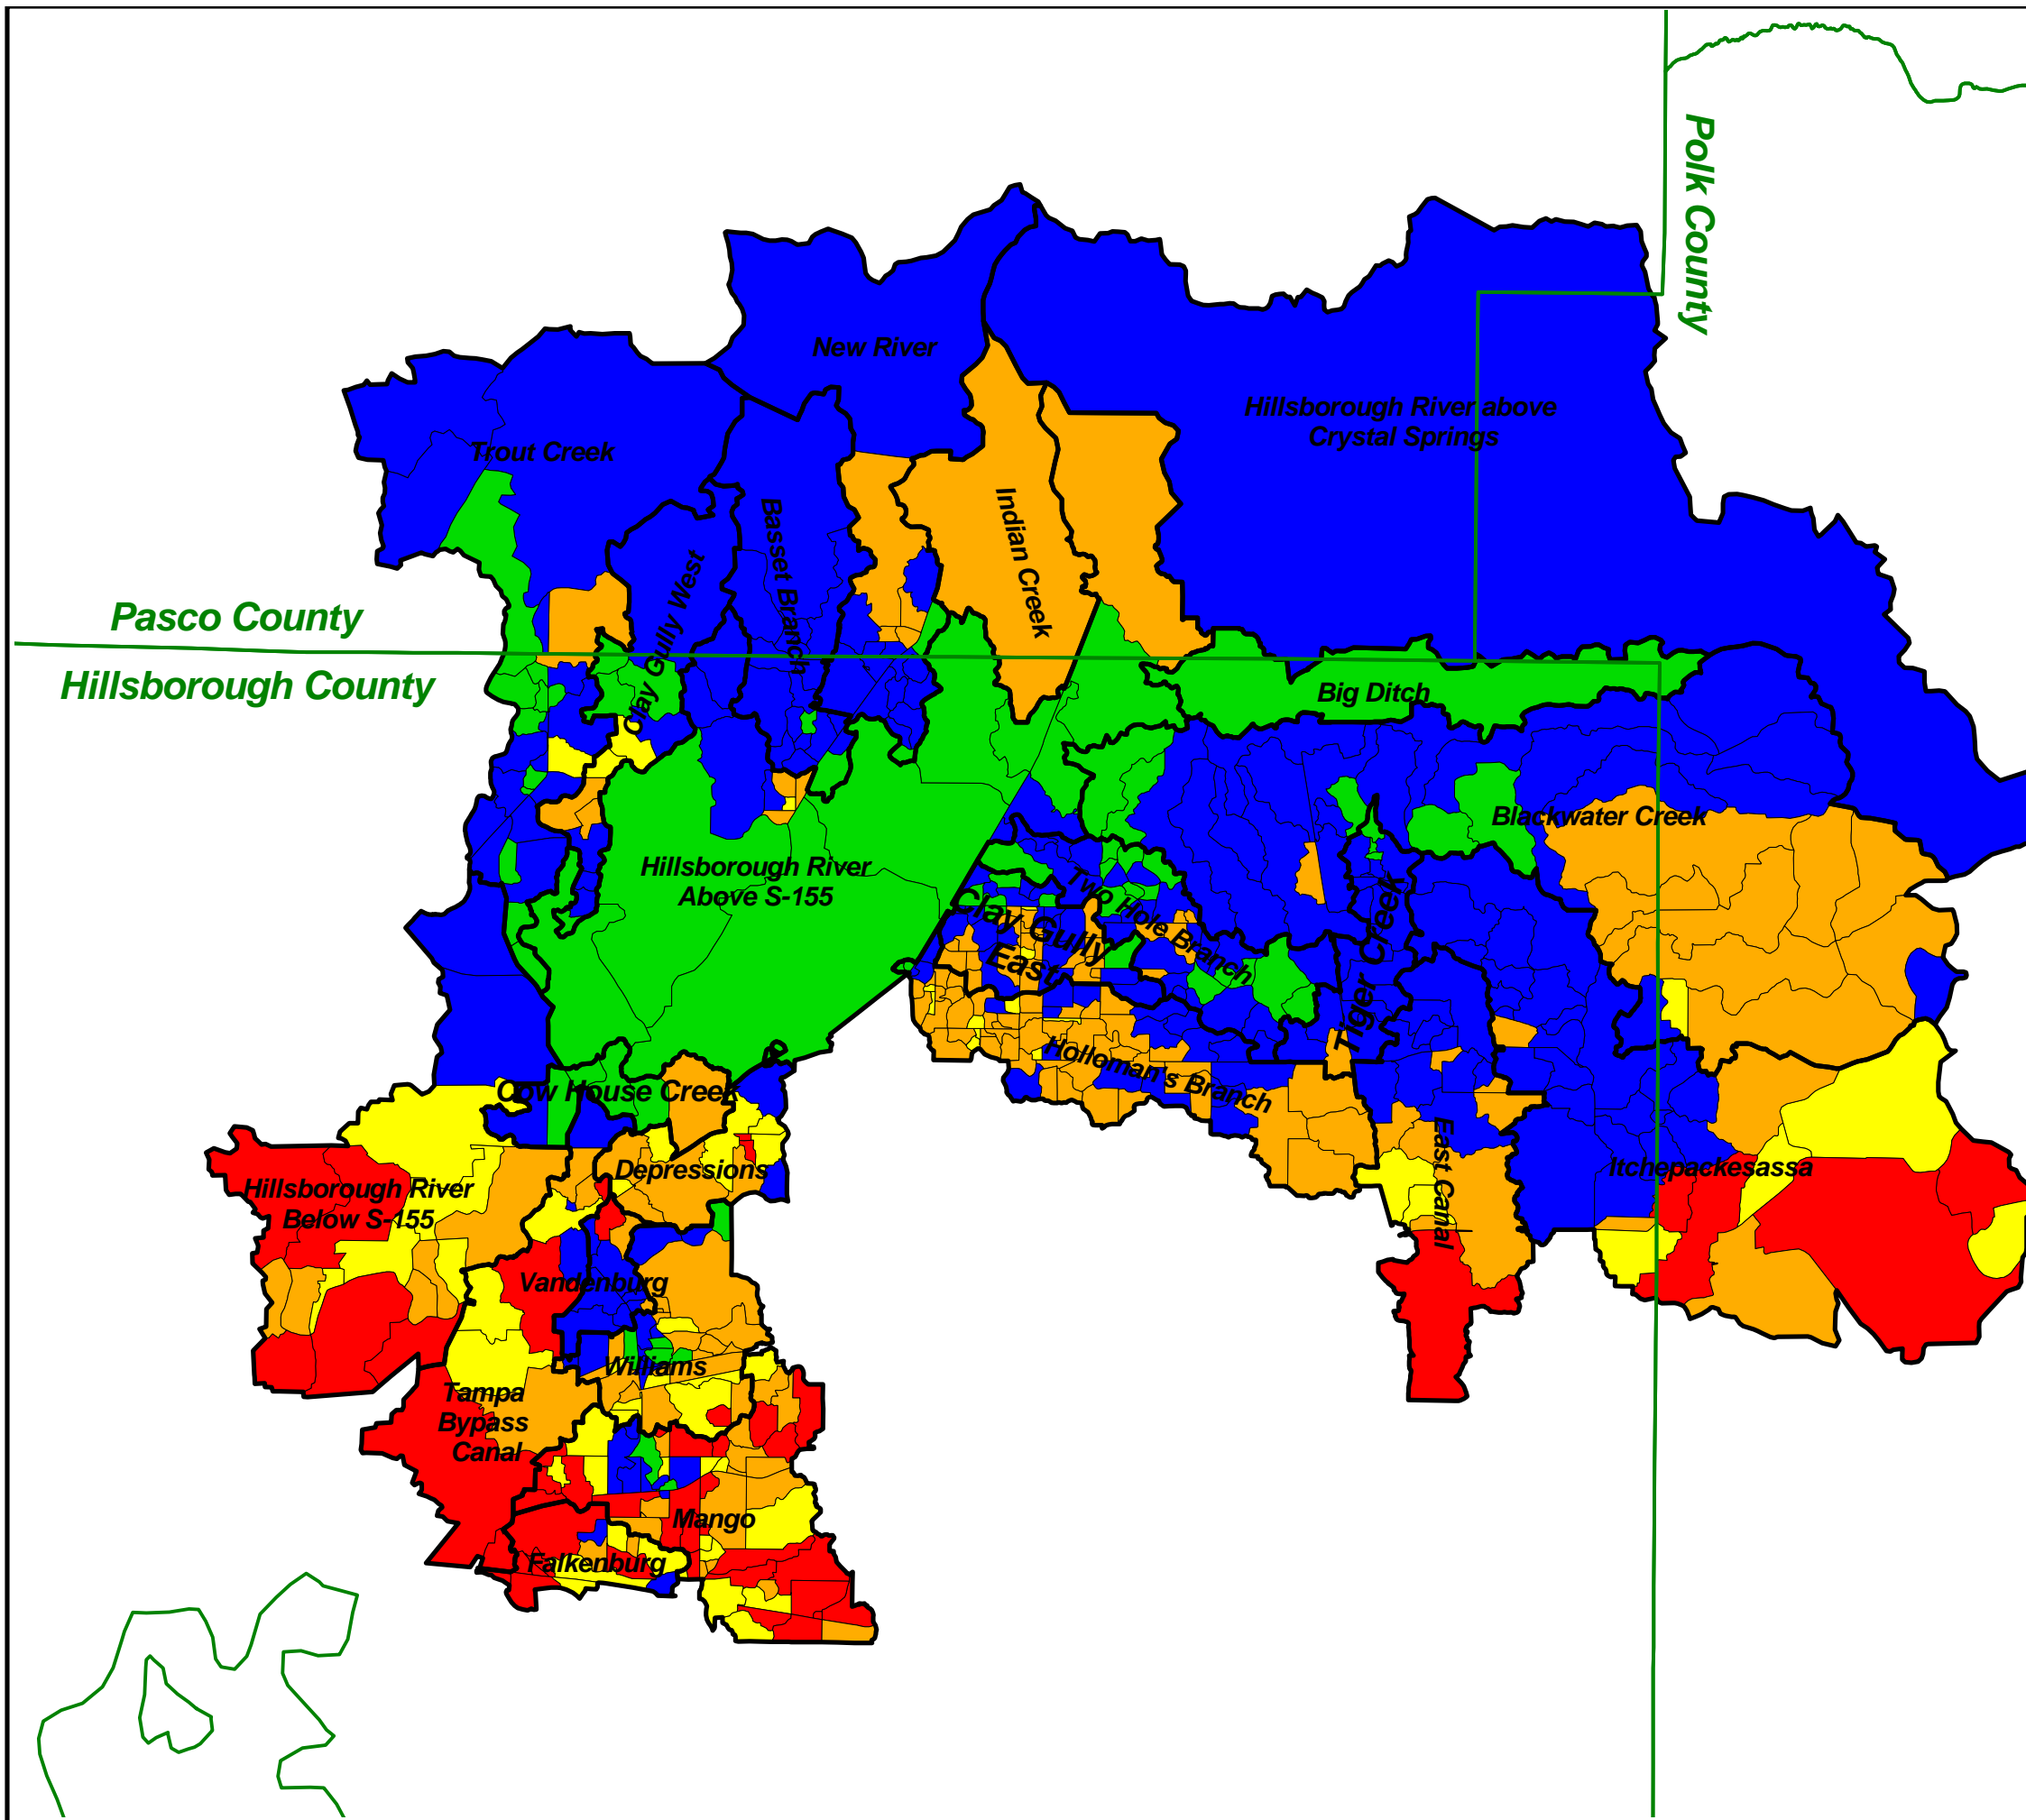 Polk County
New River
Hillsborough River above
Crystal Springs
Trout Creek
Indian Creek
Basset Branch
Clay Gully West
Pasco County
Hillsborough County
Big Ditch
Blackwater Creek
Hillsborough River
Above S-155
Two Hole Branch
Clay Gully
East
Tiger Creek
Holloman's Branch
Cow House Creek
East Canal
Itchepackesassa
Depressions
Hillsborough River
Below S-155
Vandenburg
Williams
Tampa
Bypass
Canal
Mango
Falkenburg